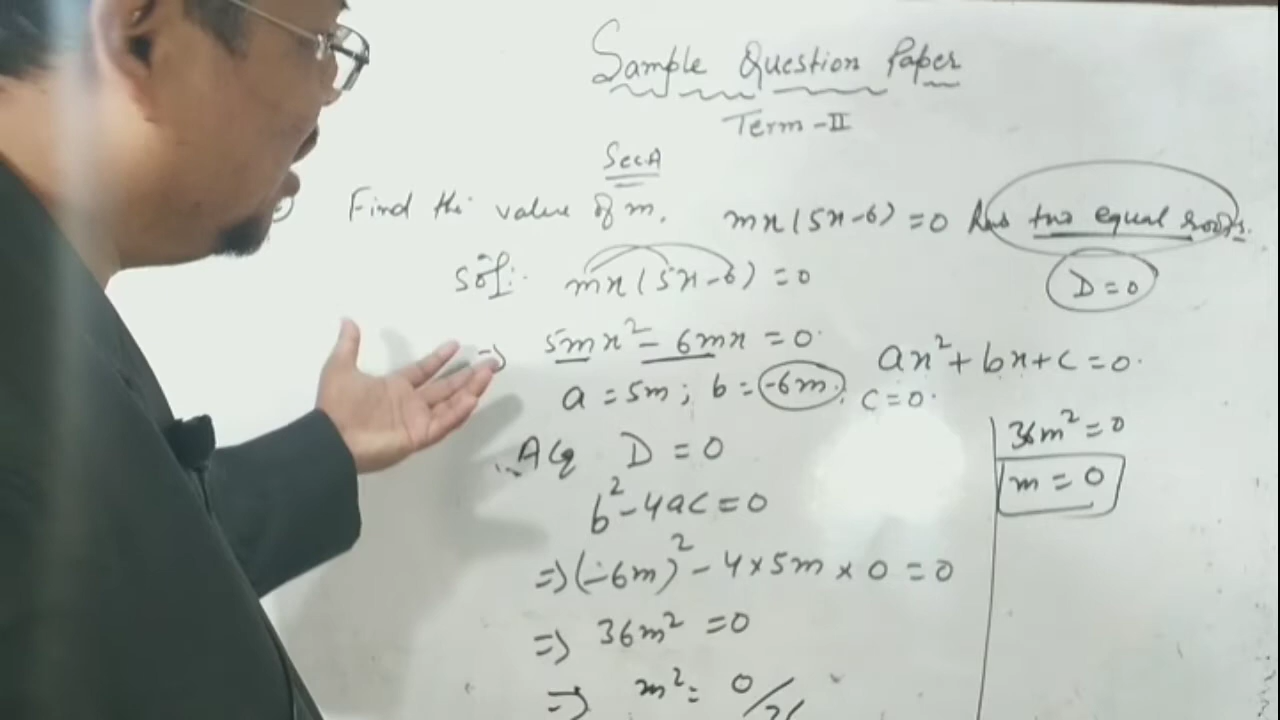 Sample Question Paper
Term-II
Sec A
Find the value of m. mx(5x-6)=0 has two equal roots.
D=0
Sol: mx(5x-6)=0
=> 5mx²-6mx=0. ax²+bx+c=0.
a=5m; b=-6m. c=0.
ACq D=0
b²-4ac=0
=>(-6m)²-4×5m×0=0
=> 36m²=0
=> m²=0/
36m²=0
m=0